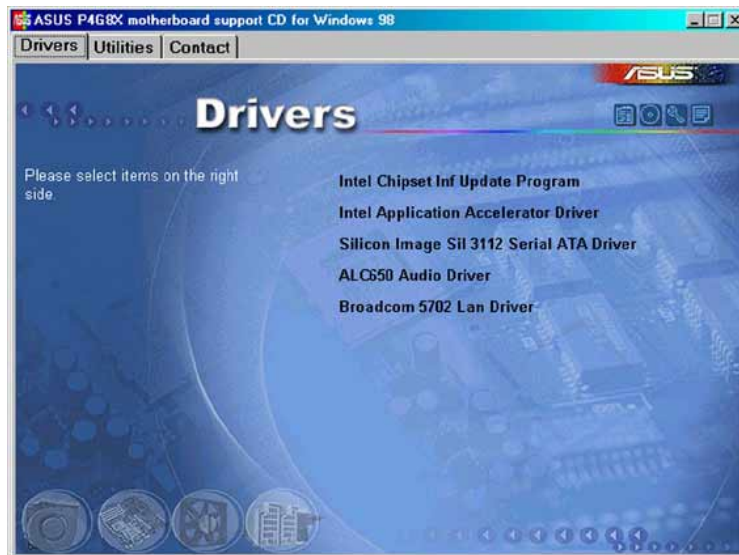 ASUS P4G8X motherboard support CD for Windows 98
Drivers Utilities Contact
ASUS
Drivers
Please select items on the right
side.
Intel Chipset Inf Update Program
Intel Application Accelerator Driver
Silicon Image Sil 3112 Serial ATA Driver
ALC650 Audio Driver
Broadcom 5702 Lan Driver